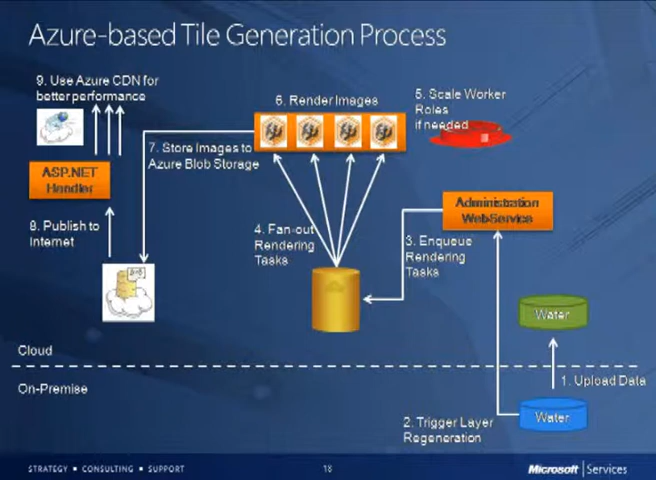 Azure-based Tile Generation Process
9. Use Azure CDN for
better performance
6. Render Images
5. Scale Worker
Roles
if needed
7. Store Images to
Azure Blob Storage
ASP.NET
Handler
Administration
WebService
8. Publish to
Internet
4. Fan-out
Rendering
Tasks
3. Enqueue
Rendering
Tasks
Water
Cloud
On-Premise
1. Upload Data
2. Trigger Layer
Regeneration
Water
STRATEGY ▪ CONSULTING ▪ SUPPORT
18
Microsoft | Services